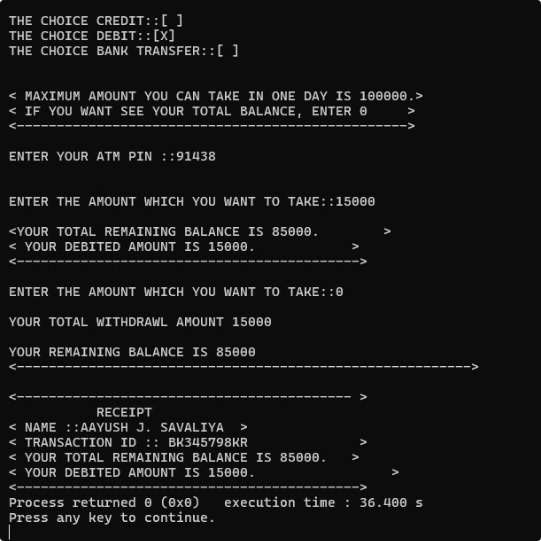 THE CHOICE CREDIT::[ ]
THE CHOICE DEBIT::[X]
THE CHOICE BANK TRANSFER::[ ]
< MAXIMUM AMOUNT YOU CAN TAKE IN ONE DAY IS 100000.>
< IF YOU WANT SEE YOUR TOTAL BALANCE, ENTER 0     >
<------------------------------------------------->
ENTER YOUR ATM PIN ::91438
ENTER THE AMOUNT WHICH YOU WANT TO TAKE::15000
<YOUR TOTAL REMAINING BALANCE IS 85000.        >
< YOUR DEBITED AMOUNT IS 15000.            >
<------------------------------------------->
ENTER THE AMOUNT WHICH YOU WANT TO TAKE::0
YOUR TOTAL WITHDRAWL AMOUNT 15000
YOUR REMAINING BALANCE IS 85000
<--------------------------------------------------------->
<------------------------------------------ >
           RECEIPT
< NAME ::AAYUSH J. SAVALIYA  >
< TRANSACTION ID :: BK345798KR              >
< YOUR TOTAL REMAINING BALANCE IS 85000.   >
< YOUR DEBITED AMOUNT IS 15000.                 >
<------------------------------------------->
Process returned 0 (0x0)   execution time : 36.400 s
Press any key to continue.